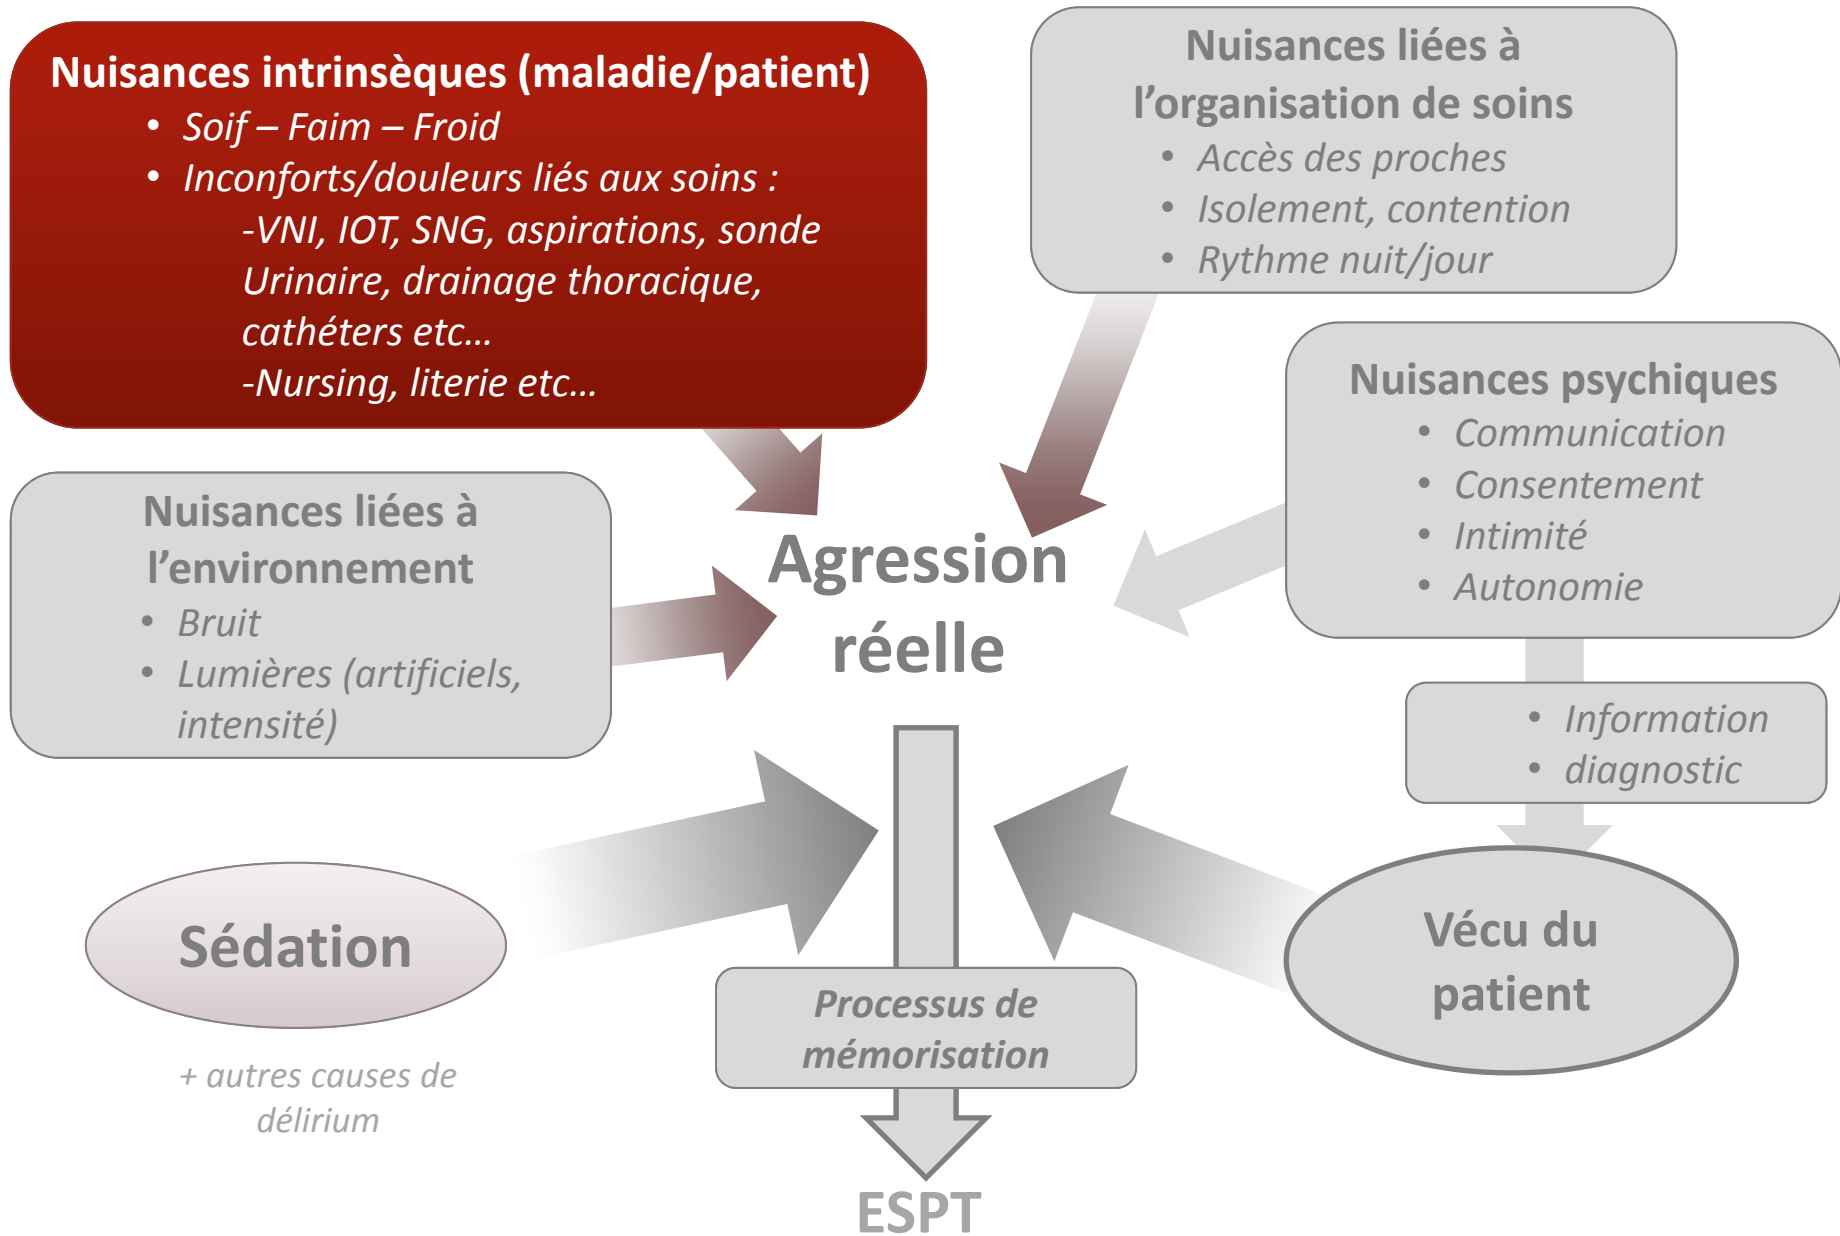 Nuisances intrinsèques (maladie/patient)
• Soif – Faim – Froid
• Inconforts/douleurs liés aux soins :
-VNI, IOT, SNG, aspirations, sonde
Urinaire, drainage thoracique,
cathéters etc…
-Nursing, literie etc…
Nuisances liées à
l’organisation de soins
• Accès des proches
• Isolement, contention
• Rythme nuit/jour
Nuisances psychiques
• Communication
• Consentement
• Intimité
• Autonomie
Nuisances liées à
l’environnement
• Bruit
• Lumières (artificiels,
intensité)
Agression
réelle
• Information
• diagnostic
Sédation
+ autres causes de
délirium
Vécu du
patient
Processus de
mémorisation
ESPT